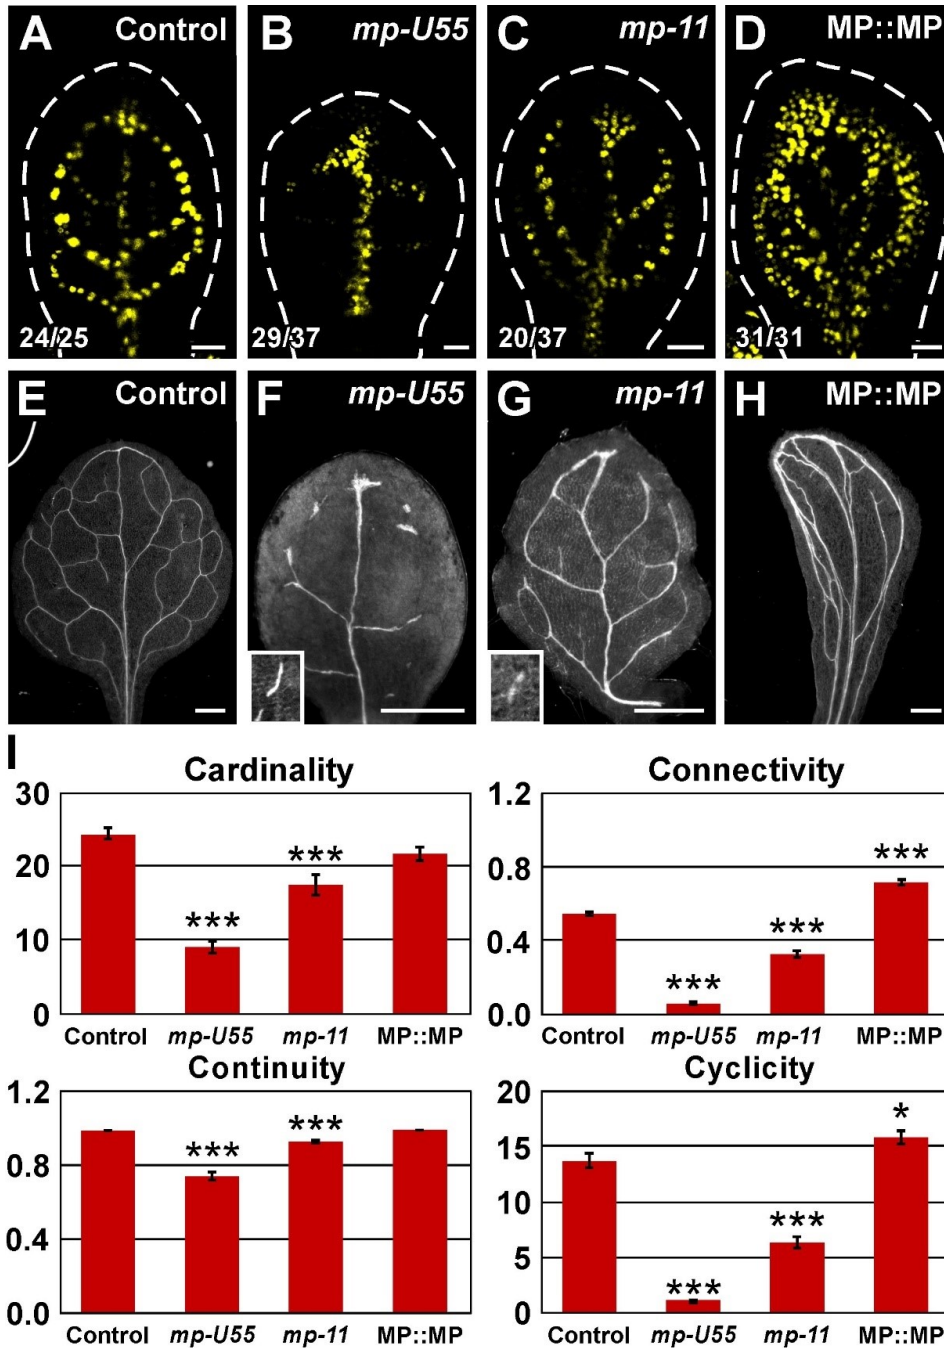 A Control
B mp-U55
C mp-11
D MP::MP
24/25
29/37
20/37
31/31
E Control
F mp-U55
G mp-11
H MP::MP
I
Cardinality
30
20
10
0
***
***
Control mp-U55 mp-11 MP::MP
Connectivity
1.2
0.8
0.4
0.0
***
***
***
Control mp-U55 mp-11 MP::MP
Continuity
1.2
0.8
0.4
0.0
***
***
Control mp-U55 mp-11 MP::MP
Cyclicity
20
15
10
5
0
***
***
*
Control mp-U55 mp-11 MP::MP